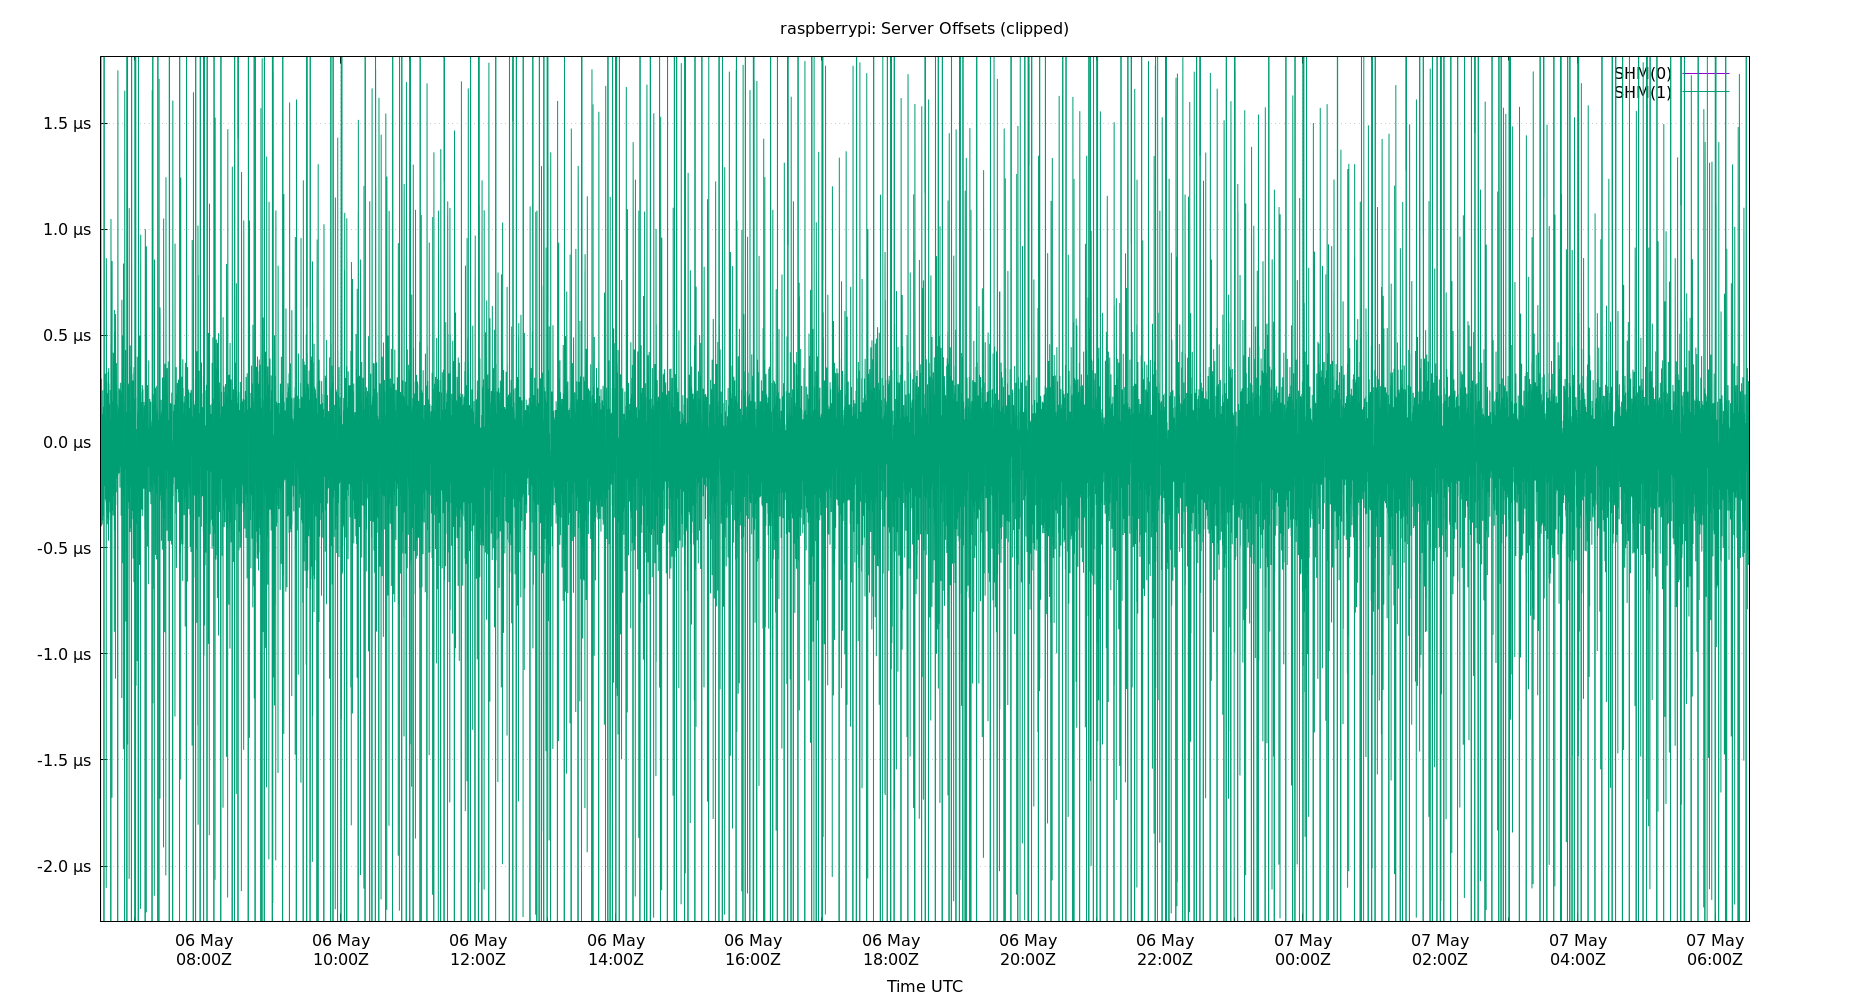 raspberrypi: Server Offsets (clipped)
SHM(0)
SHM(1)
1.5 µs
1.0 µs
0.5 µs
0.0 µs
-0.5 µs
-1.0 µs
-1.5 µs
-2.0 µs
06 May 06 May 06 May 06 May 06 May 06 May 06 May 06 May 07 May 07 May 07 May 07 May
08:00Z 10:00Z 12:00Z 14:00Z 16:00Z 18:00Z 20:00Z 22:00Z 00:00Z 02:00Z 04:00Z 06:00Z
Time UTC